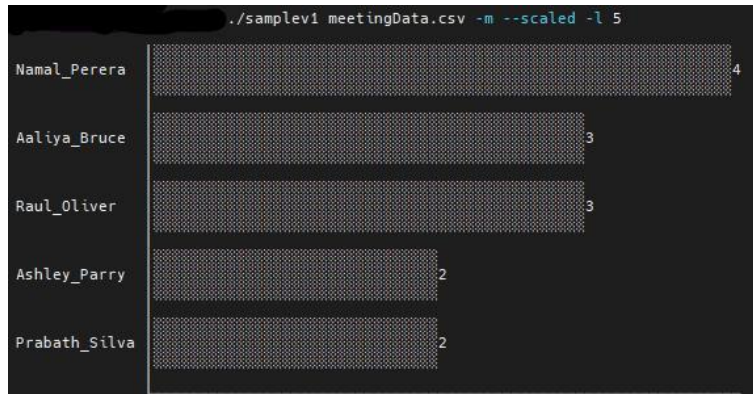 ./samplev1 meetingData.csv -m --scaled -l 5
Namal_Perera 4
Aaliya_Bruce 3
Raul_Oliver 3
Ashley_Parry 2
Prabath_Silva 2